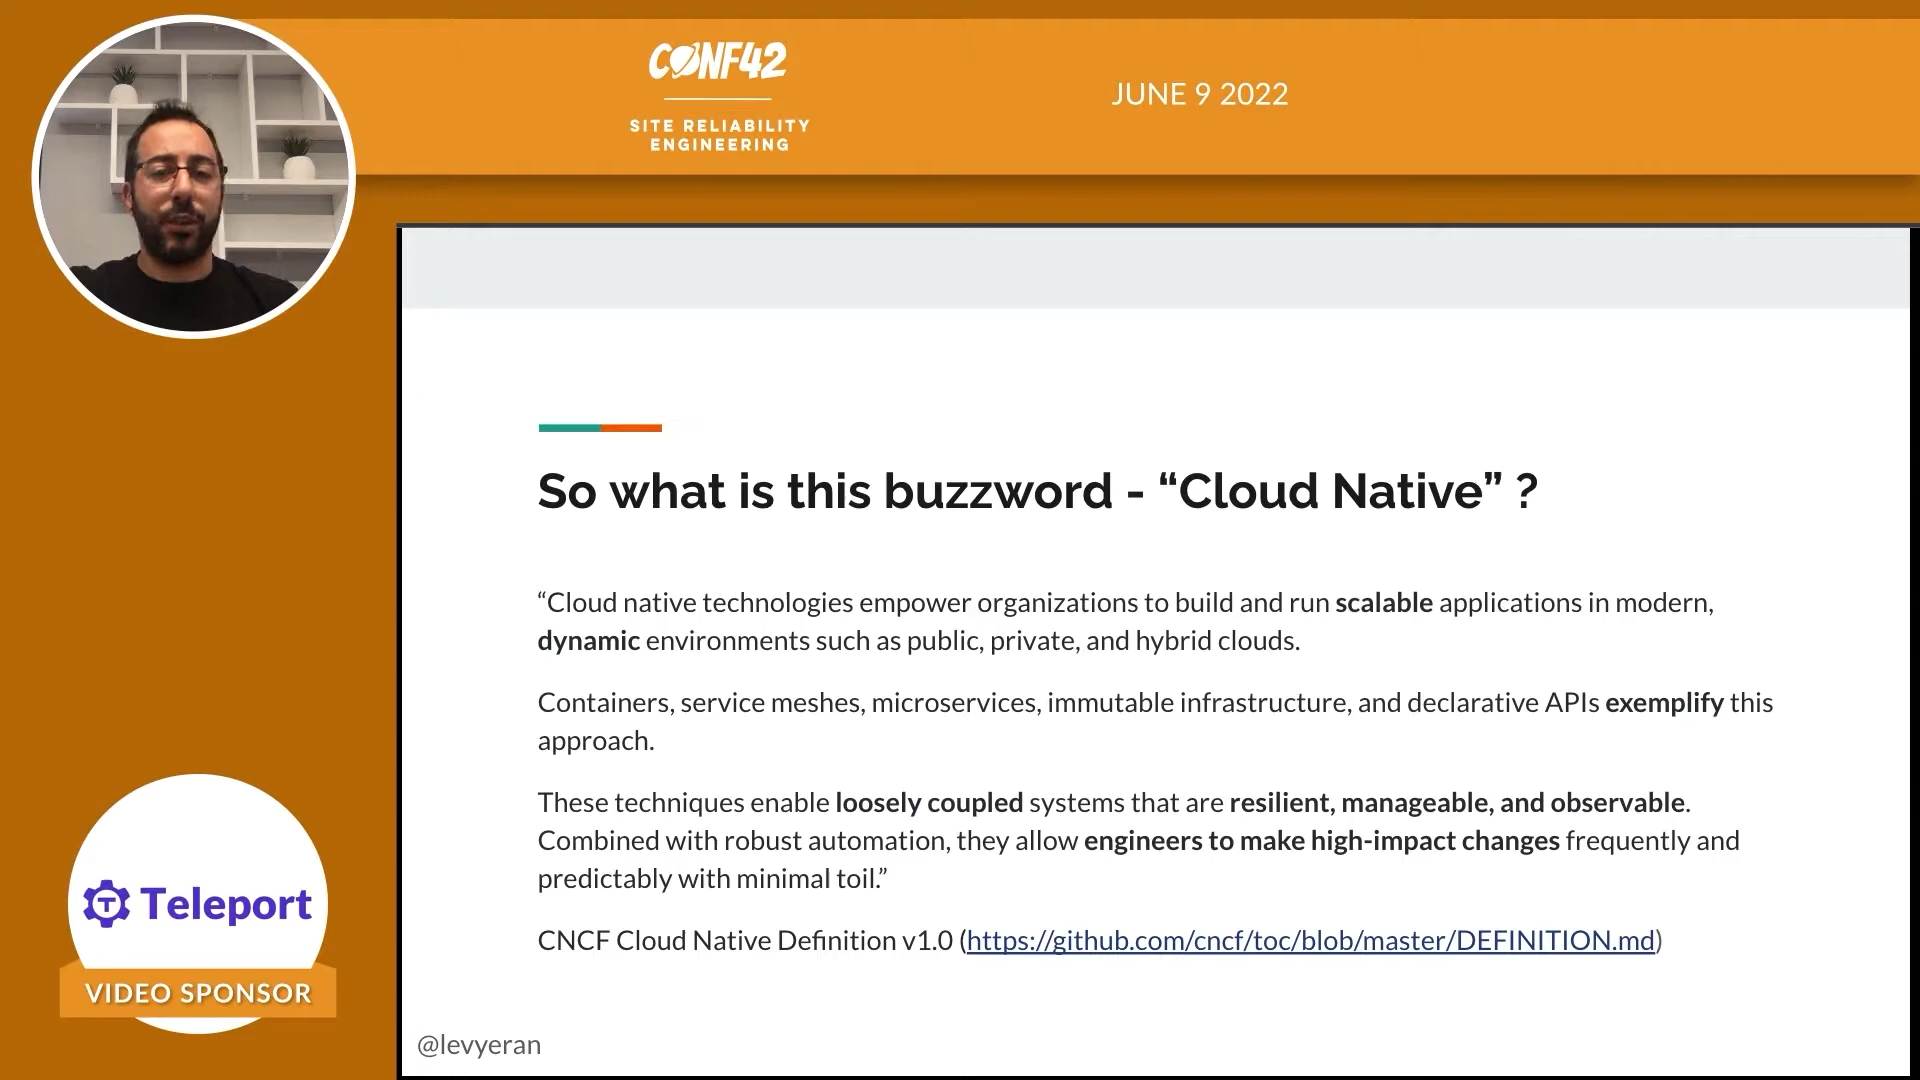 CONF42
SITE RELIABILITY
ENGINEERING
JUNE 9 2022
So what is this buzzword - “Cloud Native” ?
“Cloud native technologies empower organizations to build and run scalable applications in modern,
dynamic environments such as public, private, and hybrid clouds.
Containers, service meshes, microservices, immutable infrastructure, and declarative APIs exemplify this
approach.
These techniques enable loosely coupled systems that are resilient, manageable, and observable.
Combined with robust automation, they allow engineers to make high-impact changes frequently and
predictably with minimal toil.”
CNCF Cloud Native Definition v1.0 (https://github.com/cncf/toc/blob/master/DEFINITION.md)
@levyeran
T Teleport
VIDEO SPONSOR